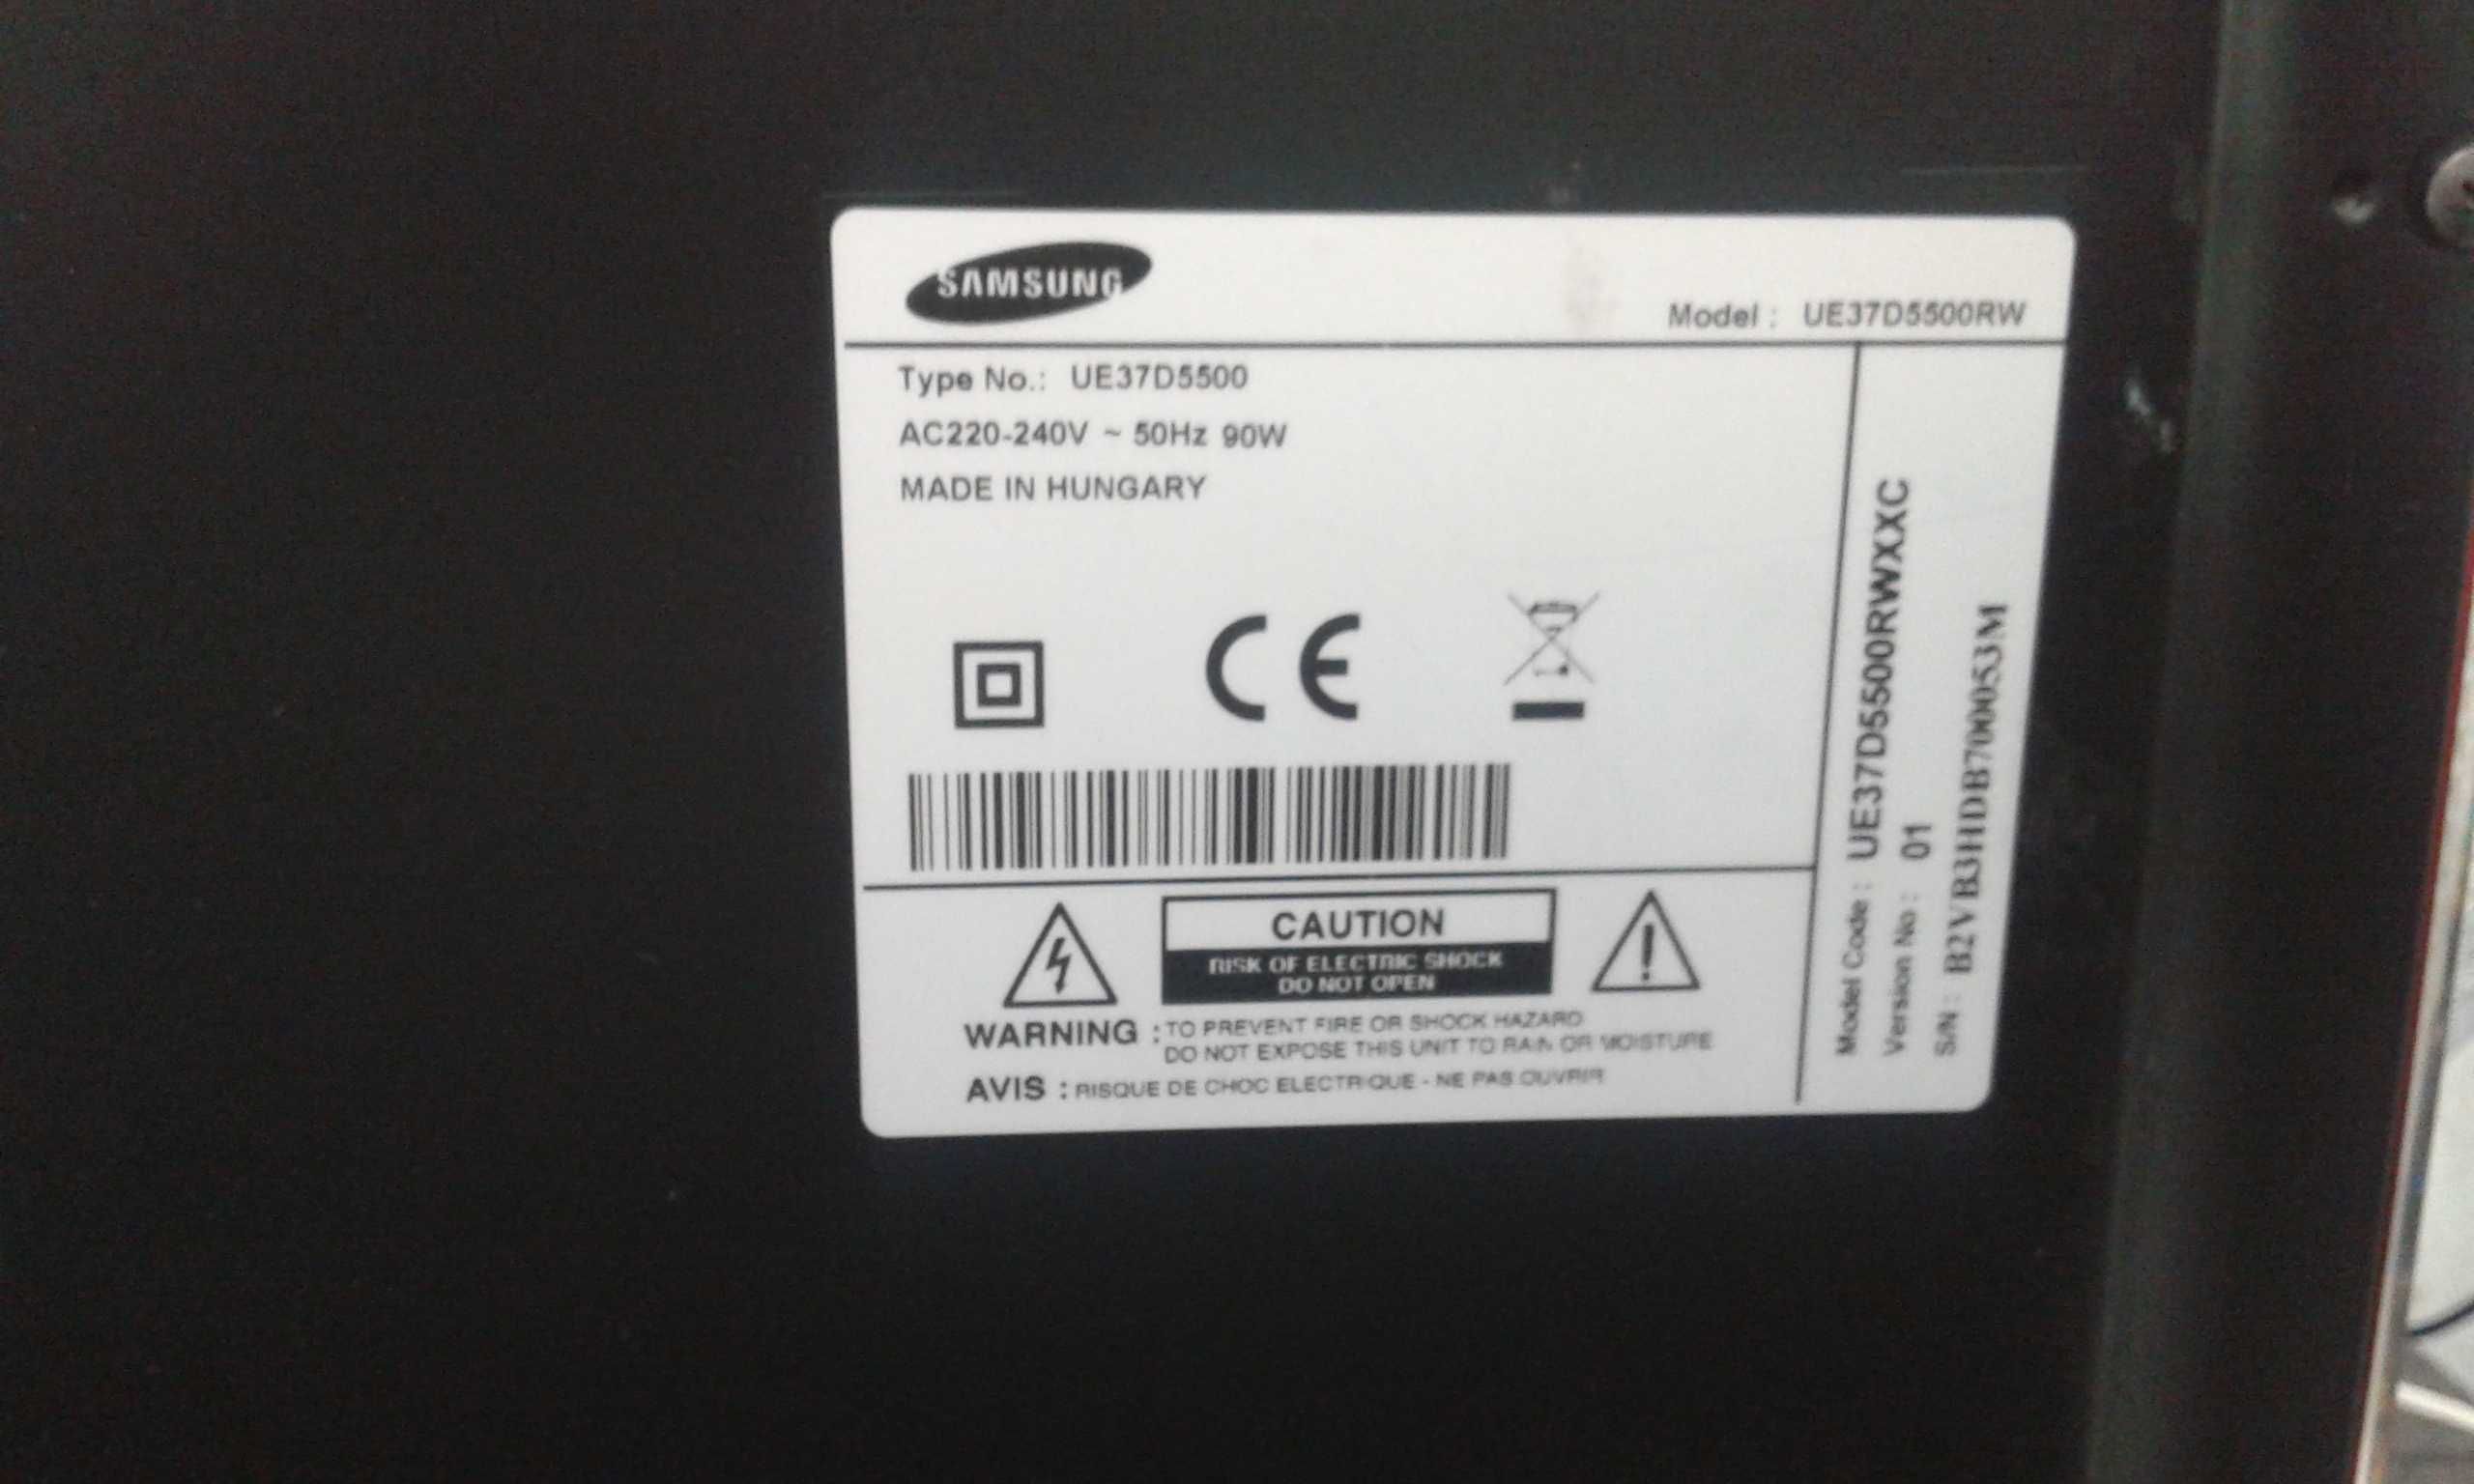 SAMSUNG
Model : UE37D5500RW
Type No.: UE37D5500
AC220-240V ~ 50Hz 90W
MADE IN HUNGARY
CE
CAUTION
RISK OF ELECTRIC SHOCK
DO NOT OPEN
WARNING : TO PREVENT FIRE OR SHOCK HAZARD
DO NOT EXPOSE THIS UNIT TO RAIN OR MOISTURE
AVIS : RISQUE DE CHOC ELECTRIQUE - NE PAS OUVRIR
Model Code : UE37D5500RWXXC
Version No : 01
S/N : B2VB3HDB700053M